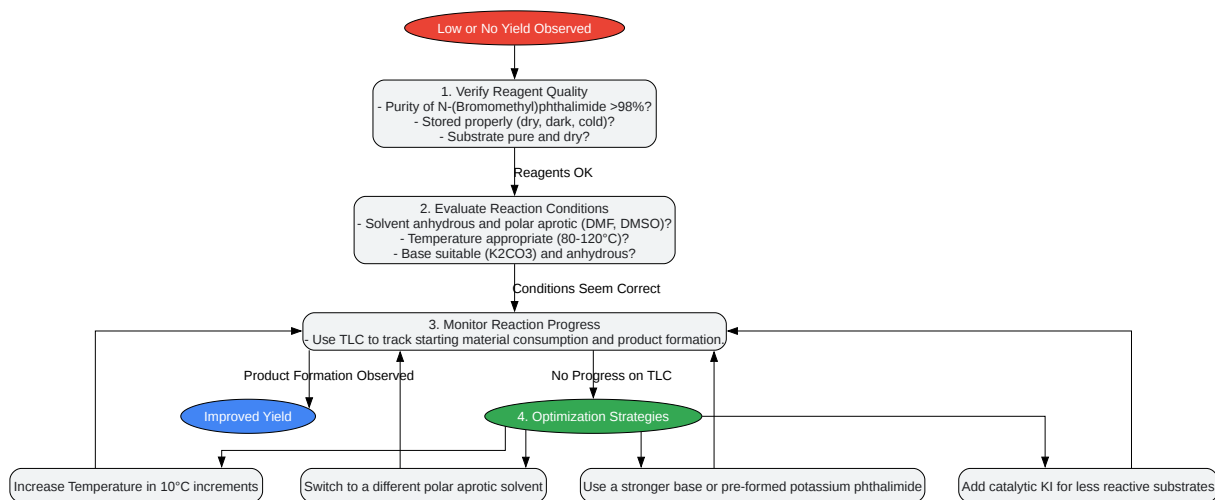 Low or No Yield Observed
1. Verify Reagent Quality
- Purity of N-(Bromomethyl)phthalimide >98%?
- Stored properly (dry, dark, cold)?
- Substrate pure and dry?
Reagents OK
2. Evaluate Reaction Conditions
- Solvent anhydrous and polar aprotic (DMF, DMSO)?
- Temperature appropriate (80-120°C)?
- Base suitable (K2CO3) and anhydrous?
Conditions Seem Correct
3. Monitor Reaction Progress
- Use TLC to track starting material consumption and product formation.
Product Formation Observed
No Progress on TLC
Improved Yield
4. Optimization Strategies
Increase Temperature in 10°C increments
Switch to a different polar aprotic solvent
Use a stronger base or pre-formed potassium phthalimide
Add catalytic KI for less reactive substrates